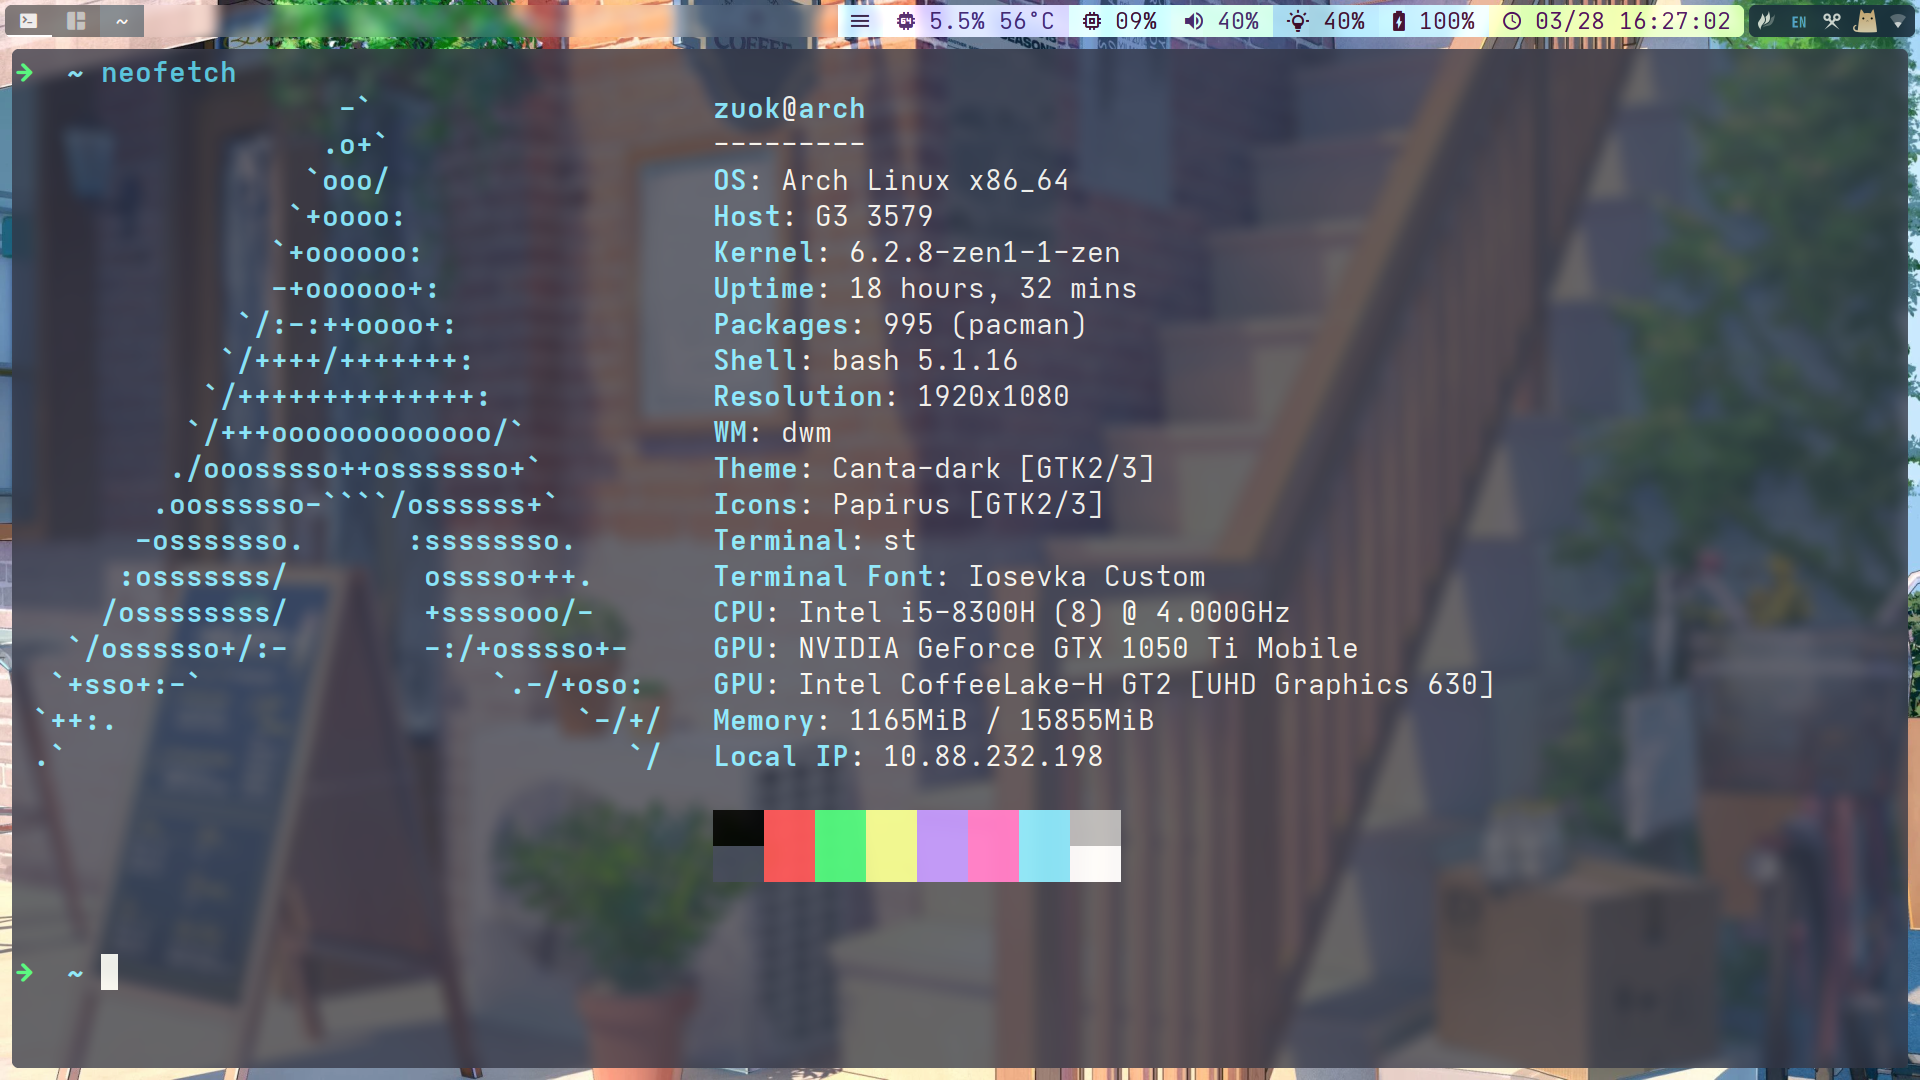 ~ 5.5% 56°C 09% 40% 40% 100% 03/28 16:27:02 EN
~ neofetch
-`
.o+`
`ooo/
`+oooo:
`+oooooo:
-+oooooo+:
`/:-:++oooo+:
`/++++/+++++++:
`/++++++++++++++:
`/+++ooooooooooooo/`
./ooosssso++osssssso+`
.oossssso-````/ossssss+`
-osssssso.      :ssssssso.
:osssssss/        osssso+++.
/ossssssss/        +ssssooo/-
`/ossssso+/:-        -:/+osssso+-
`+sso+:-`                 `.-/+oso:
`++:.                           `-/+/
.`                                 `/
zuok@arch
---------
OS: Arch Linux x86_64
Host: G3 3579
Kernel: 6.2.8-zen1-1-zen
Uptime: 18 hours, 32 mins
Packages: 995 (pacman)
Shell: bash 5.1.16
Resolution: 1920x1080
WM: dwm
Theme: Canta-dark [GTK2/3]
Icons: Papirus [GTK2/3]
Terminal: st
Terminal Font: Iosevka Custom
CPU: Intel i5-8300H (8) @ 4.000GHz
GPU: NVIDIA GeForce GTX 1050 Ti Mobile
GPU: Intel CoffeeLake-H GT2 [UHD Graphics 630]
Memory: 1165MiB / 15855MiB
Local IP: 10.88.232.198
~